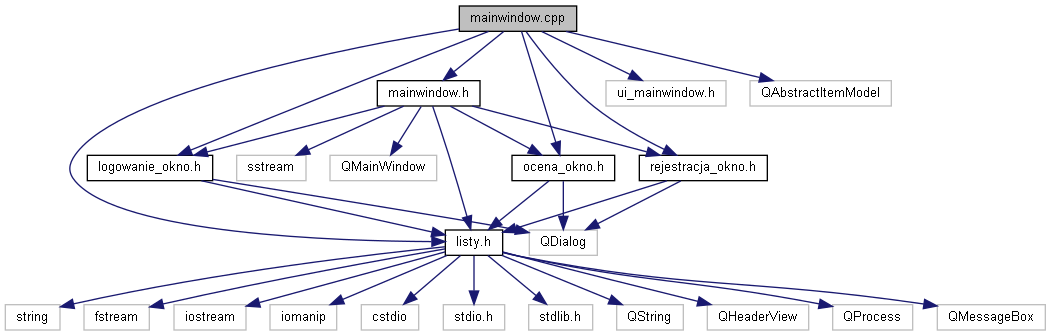 mainwindow.cpp
mainwindow.h
ui_mainwindow.h
QAbstractItemModel
logowanie_okno.h
sstream
QMainWindow
ocena_okno.h
rejestracja_okno.h
listy.h
QDialog
string
fstream
iostream
iomanip
cstdio
stdio.h
stdlib.h
QString
QHeaderView
QProcess
QMessageBox